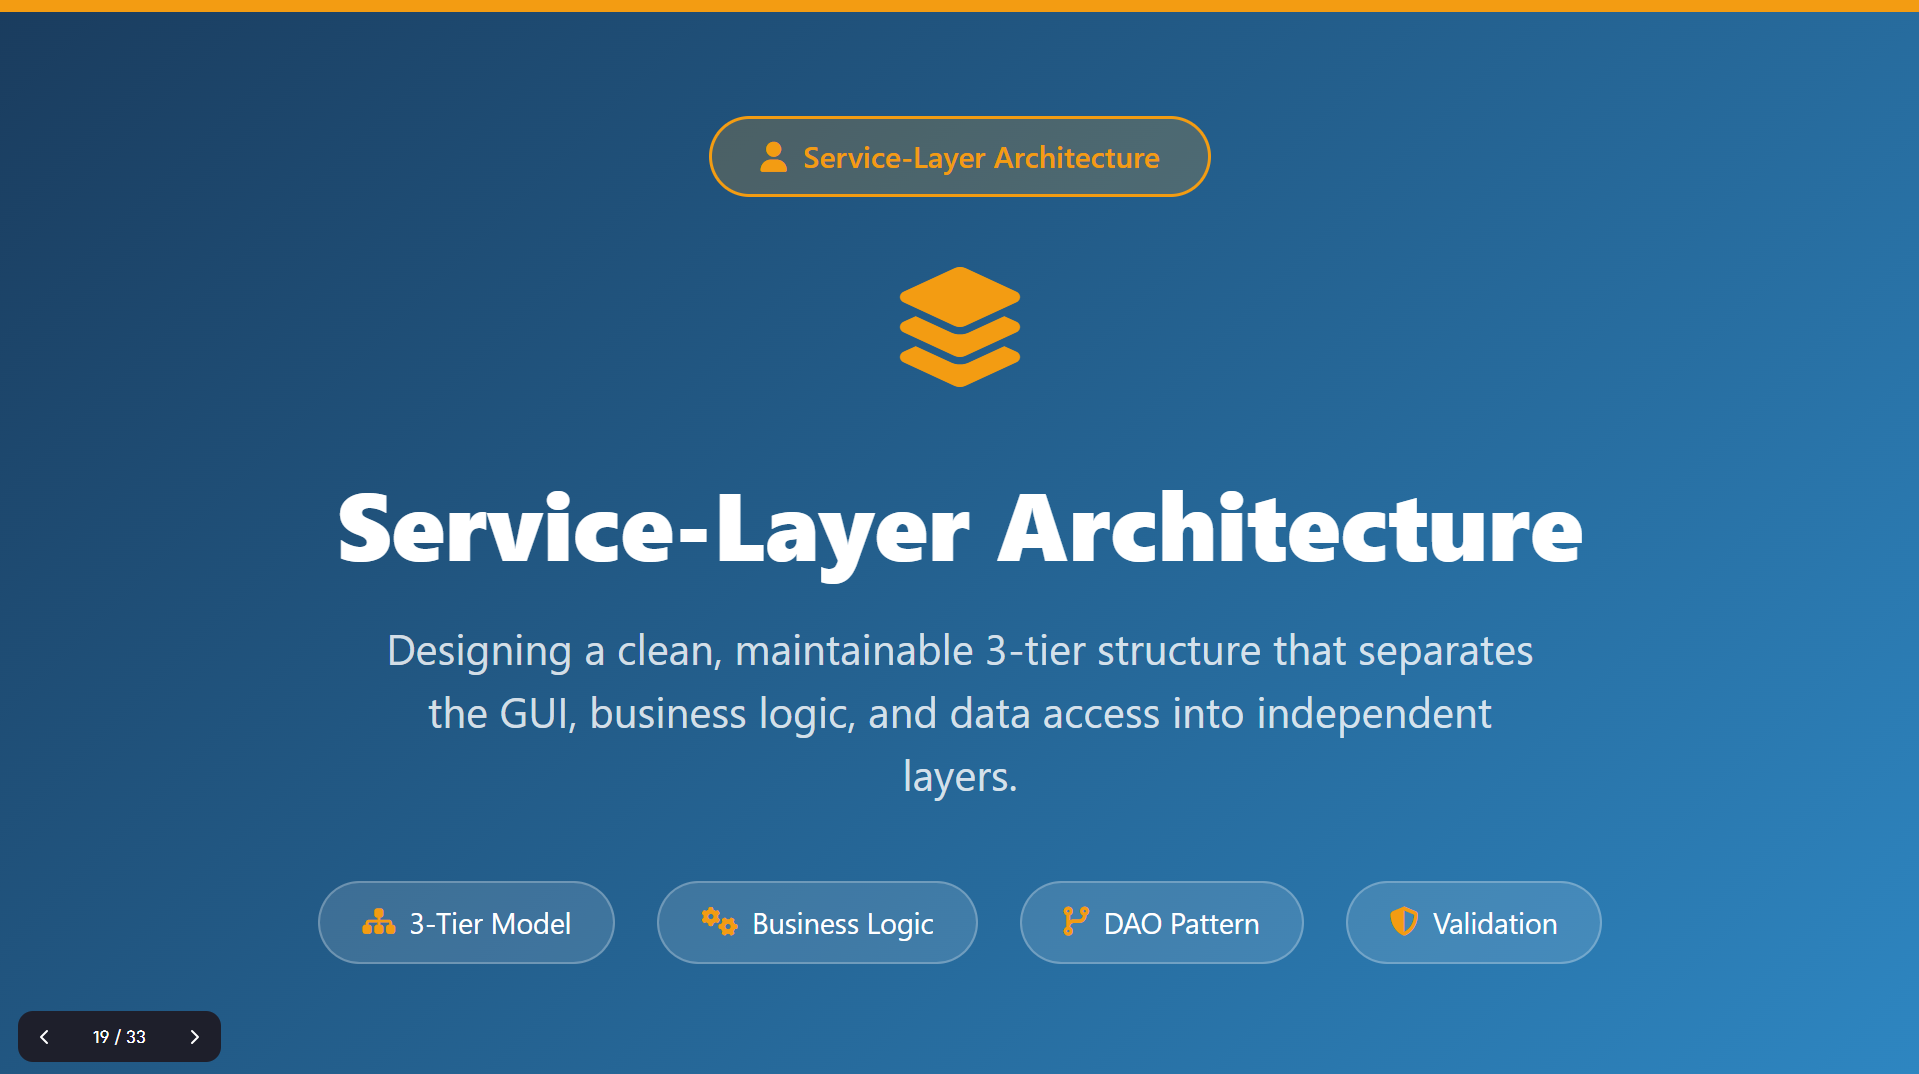 Service-Layer Architecture
Service-Layer Architecture
Designing a clean, maintainable 3-tier structure that separates
the GUI, business logic, and data access into independent
layers.
3-Tier Model
Business Logic
DAO Pattern
Validation
19 / 33